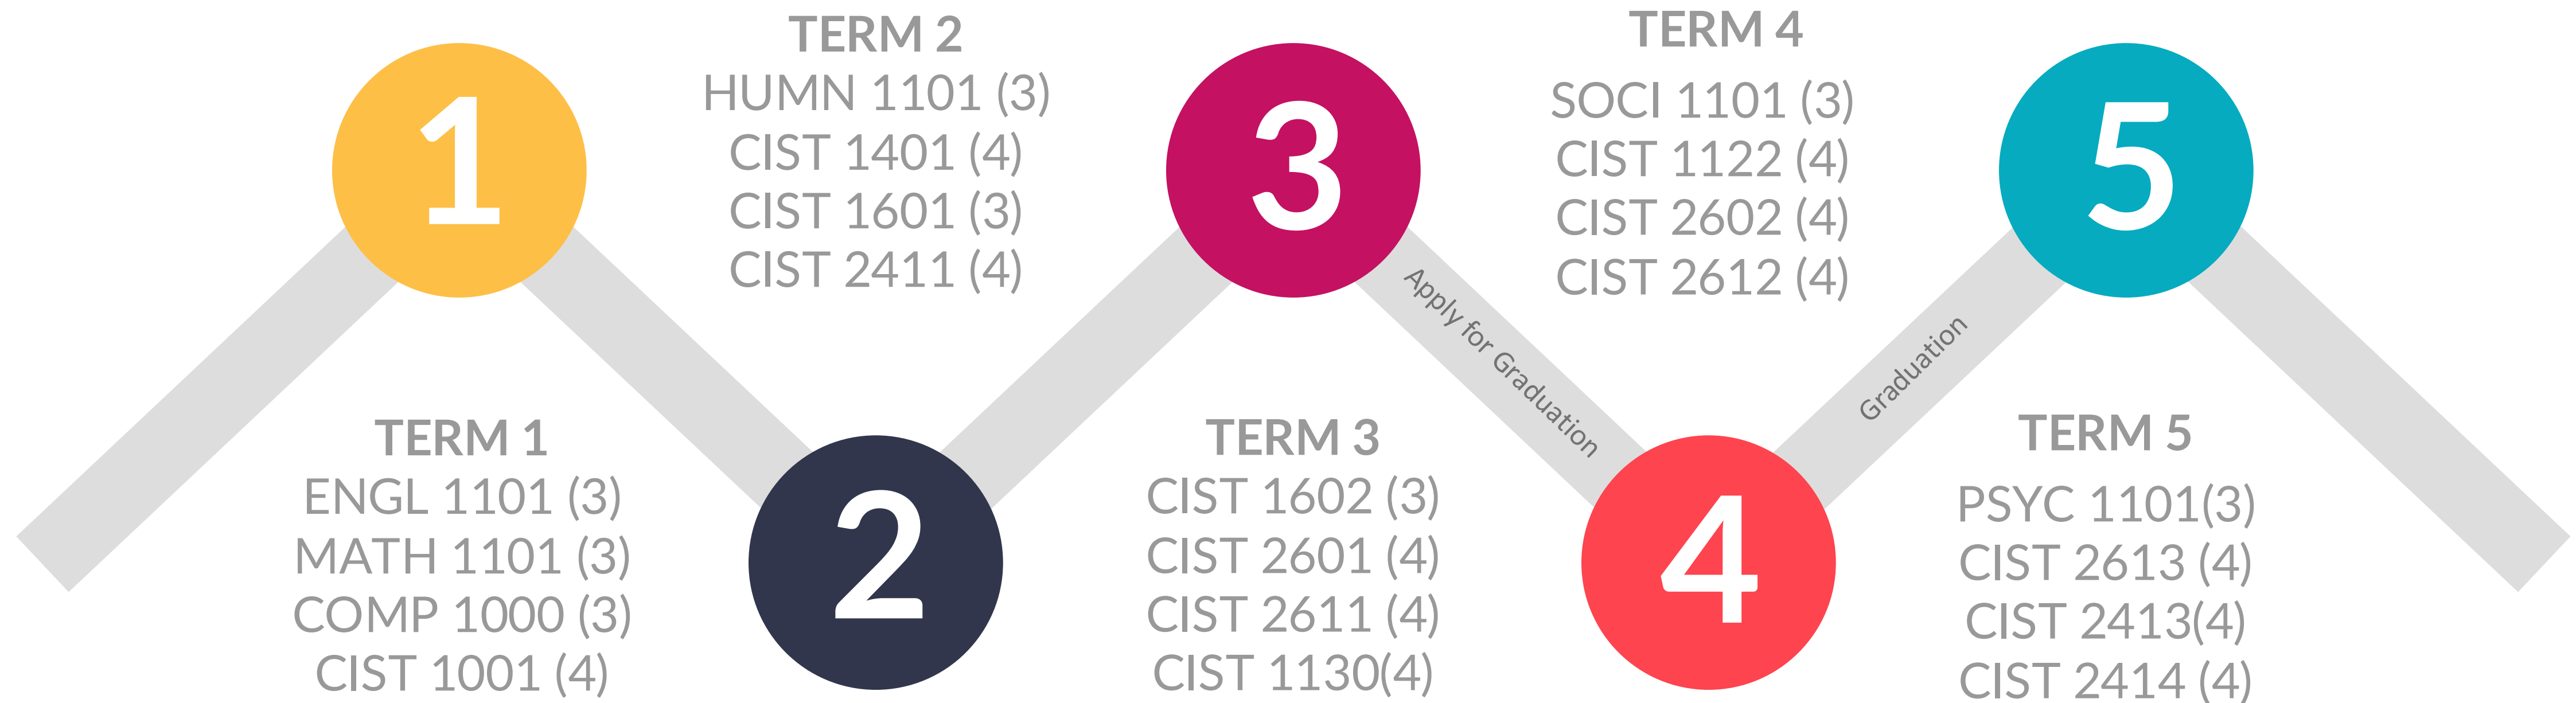 1
TERM 1
ENGL 1101 (3)
MATH 1101 (3)
COMP 1000 (3)
CIST 1001 (4)
TERM 2
HUMN 1101 (3)
CIST 1401 (4)
CIST 1601 (3)
CIST 2411 (4)
2
3
TERM 3
CIST 1602 (3)
CIST 2601 (4)
CIST 2611 (4)
CIST 1130(4)
Apply for Graduation
TERM 4
SOCI 1101 (3)
CIST 1122 (4)
CIST 2602 (4)
CIST 2612 (4)
4
Graduation
5
TERM 5
PSYC 1101(3)
CIST 2613 (4)
CIST 2413(4)
CIST 2414 (4)